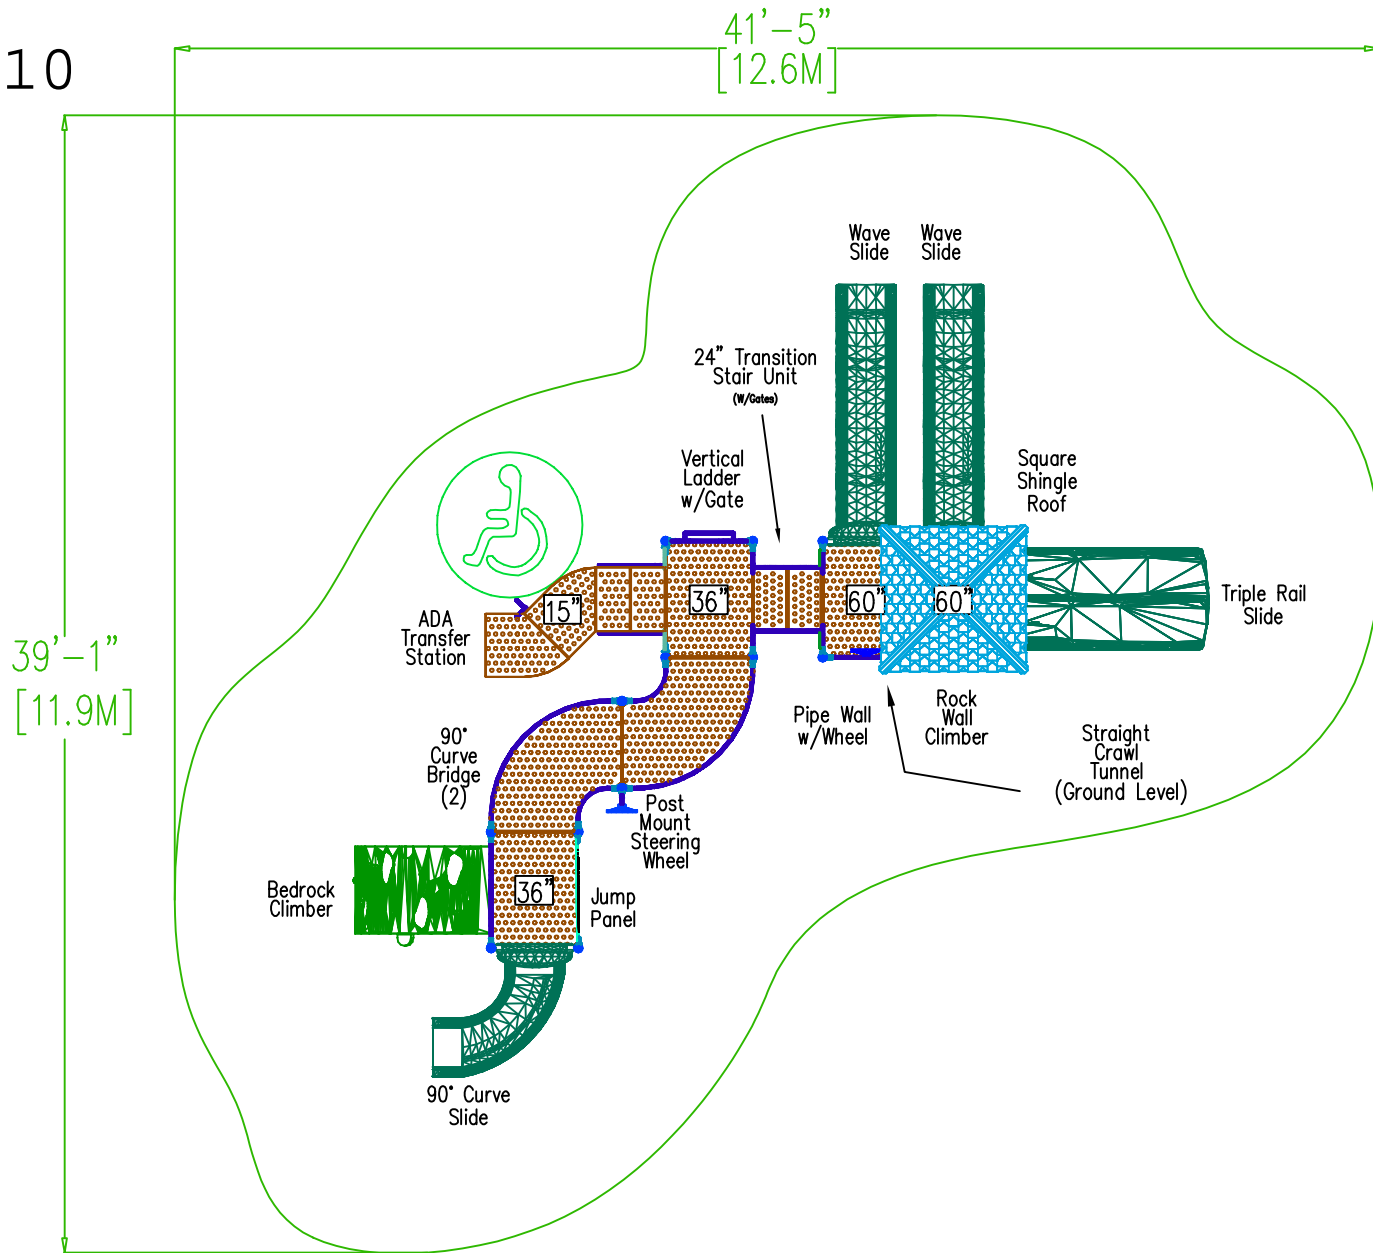 10
41'-5"
[12.6M]
Wave
Slide
Wave
Slide
24" Transition
Stair Unit
(W/Gates)
Vertical
Ladder
w/Gate
Square
Shingle
Roof
15"
36"
60"
60"
Triple Rail
Slide
ADA
Transfer
Station
39'-1"
[11.9M]
Pipe Wall
w/Wheel
Rock
Wall
Climber
Straight
Crawl
Tunnel
(Ground Level)
90°
Curve
Bridge
(2)
Post
Mount
Steering
Wheel
Bedrock
Climber
36"
Jump
Panel
90° Curve
Slide